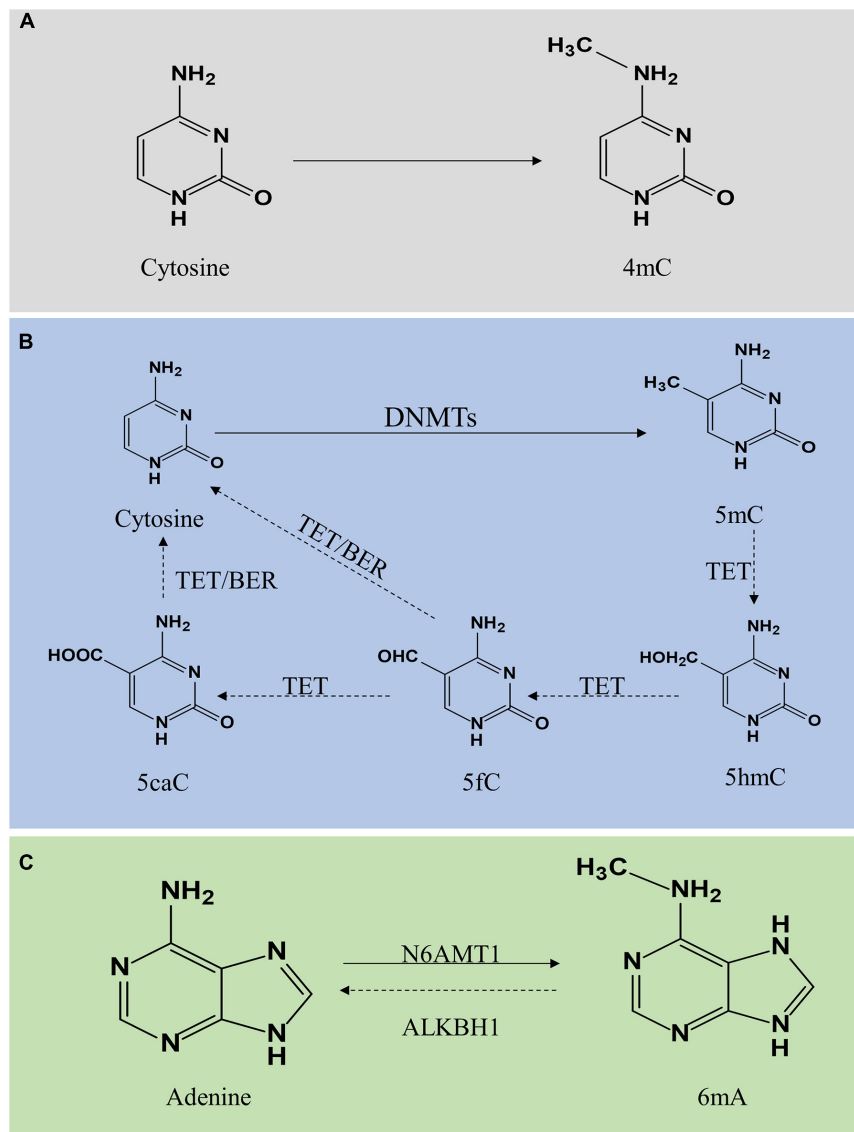 A
NH2
N
N
H
O
Cytosine
H3C
NH2
N
N
H
O
4mC
B
NH2
N
N
H
O
Cytosine
DNMTs
NH2
H3C
N
N
H
O
5mC
TET/BER
TET/BER
TET
NH2
HOOC
N
N
H
O
5caC
TET
NH2
OHC
N
N
H
O
5fC
TET
NH2
HOH2C
N
N
H
O
5hmC
C
NH2
N
N
N
N
H
Adenine
N6AMT1
ALKBH1
H3C
NH2
H
N
N
N
N
H
6mA